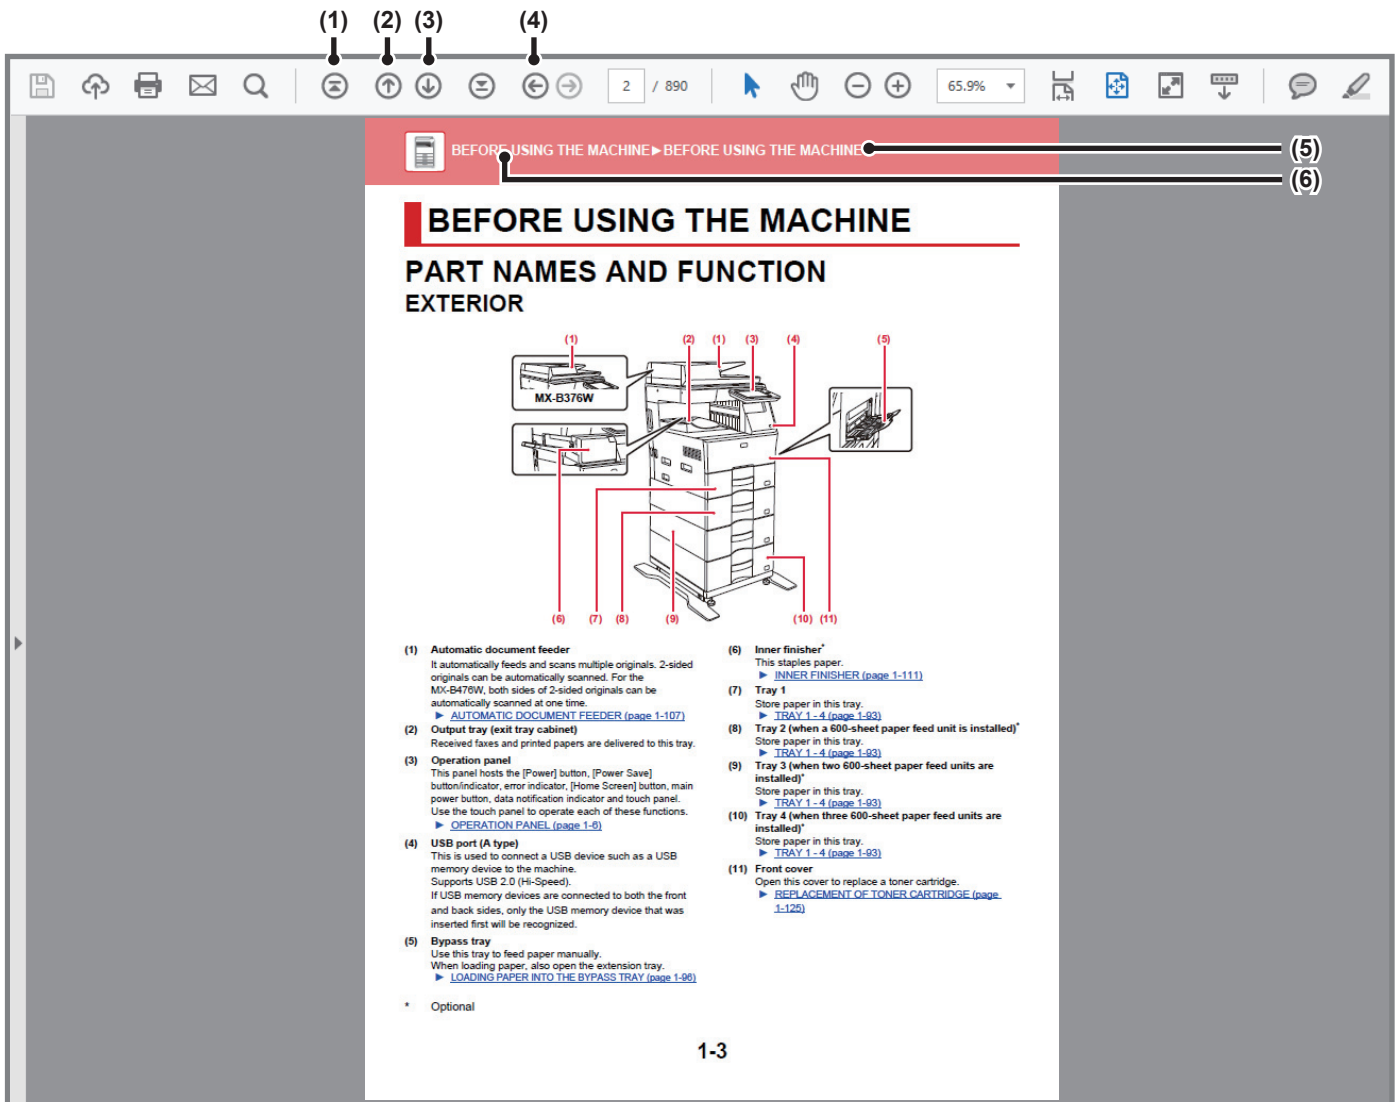 (1) (2) (3) (4)
2 / 890 65.9%
BEFORE USING THE MACHINE►BEFORE USING THE MACHINE
(5)
(6)
BEFORE USING THE MACHINE
PART NAMES AND FUNCTION
EXTERIOR
(1) (2) (1) (3) (4) (5)
MX-B376W
(6) (7) (8) (9) (10) (11)
(1) Automatic document feeder
It automatically feeds and scans multiple originals. 2-sided
originals can be automatically scanned. For the
MX-B476W, both sides of 2-sided originals can be
automatically scanned at one time.
► AUTOMATIC DOCUMENT FEEDER (page 1-107)
(2) Output tray (exit tray cabinet)
Received faxes and printed papers are delivered to this tray.
(3) Operation panel
This panel hosts the [Power] button, [Power Save]
button/indicator, error indicator, [Home Screen] button, main
power button, data notification indicator and touch panel.
Use the touch panel to operate each of these functions.
► OPERATION PANEL (page 1-6)
(4) USB port (A type)
This is used to connect a USB device such as a USB
memory device to the machine.
Supports USB 2.0 (Hi-Speed).
If USB memory devices are connected to both the front
and back sides, only the USB memory device that was
inserted first will be recognized.
(5) Bypass tray
Use this tray to feed paper manually.
When loading paper, also open the extension tray.
► LOADING PAPER INTO THE BYPASS TRAY (page 1-96)
* Optional
(6) Inner finisher*
This staples paper.
► INNER FINISHER (page 1-111)
(7) Tray 1
Store paper in this tray.
► TRAY 1 - 4 (page 1-93)
(8) Tray 2 (when a 600-sheet paper feed unit is installed)*
Store paper in this tray.
► TRAY 1 - 4 (page 1-93)
(9) Tray 3 (when two 600-sheet paper feed units are
installed)*
Store paper in this tray.
► TRAY 1 - 4 (page 1-93)
(10) Tray 4 (when three 600-sheet paper feed units are
installed)*
Store paper in this tray.
► TRAY 1 - 4 (page 1-93)
(11) Front cover
Open this cover to replace a toner cartridge.
► REPLACEMENT OF TONER CARTRIDGE (page
1-125)
1-3